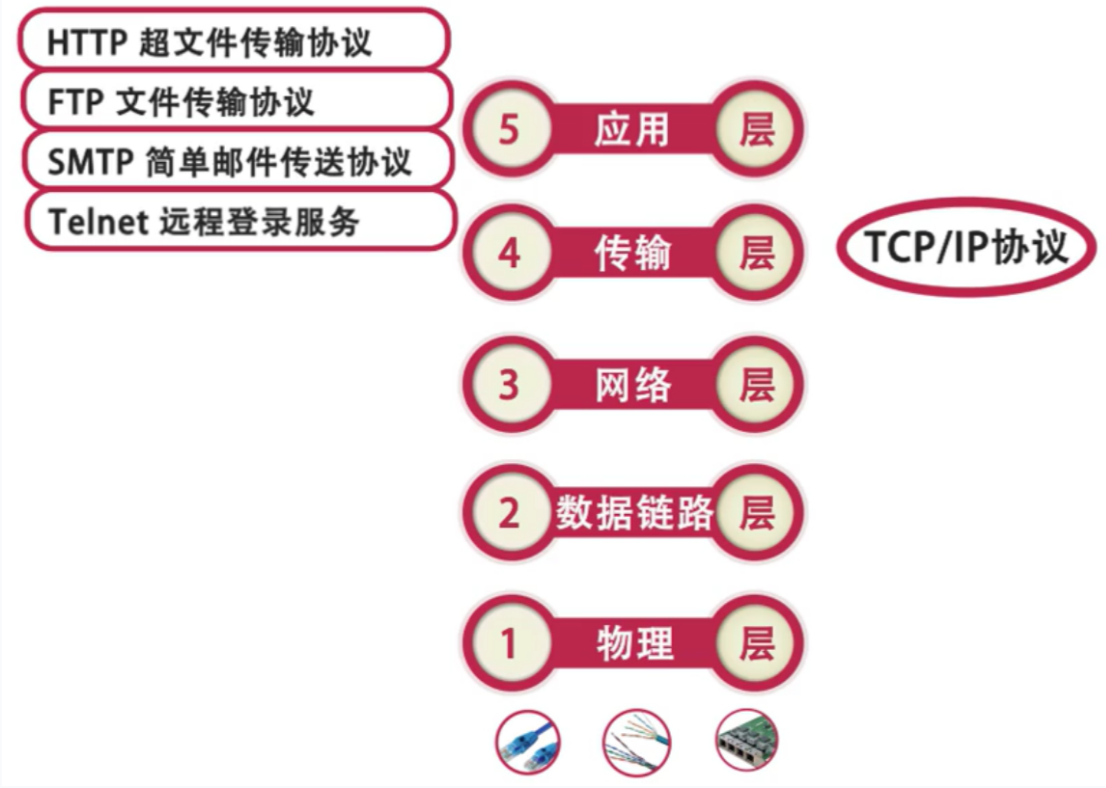 HTTP 超文件传输协议
FTP 文件传输协议
SMTP 简单邮件传送协议
Telnet 远程登录服务
5 应用 层
4 传输 层
TCP/IP协议
3 网络 层
2 数据链路 层
1 物理 层